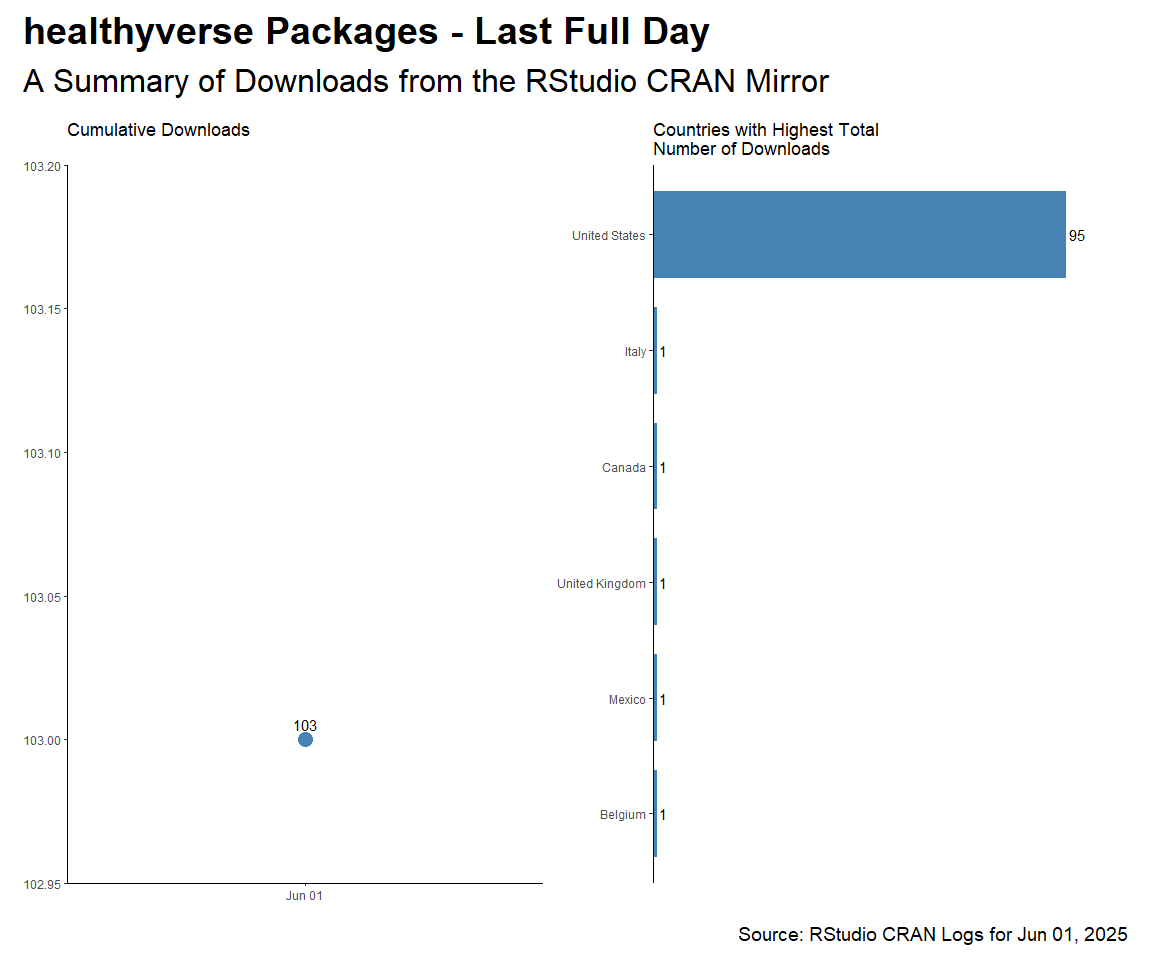 healthyverse Packages - Last Full Day
A Summary of Downloads from the RStudio CRAN Mirror
Cumulative Downloads
103.20
103.15
103.10
103.05
103.00
102.95
103
Jun 01
Countries with Highest Total
Number of Downloads
United States
95
Italy
1
Canada
1
United Kingdom
1
Mexico
1
Belgium
1
Source: RStudio CRAN Logs for Jun 01, 2025